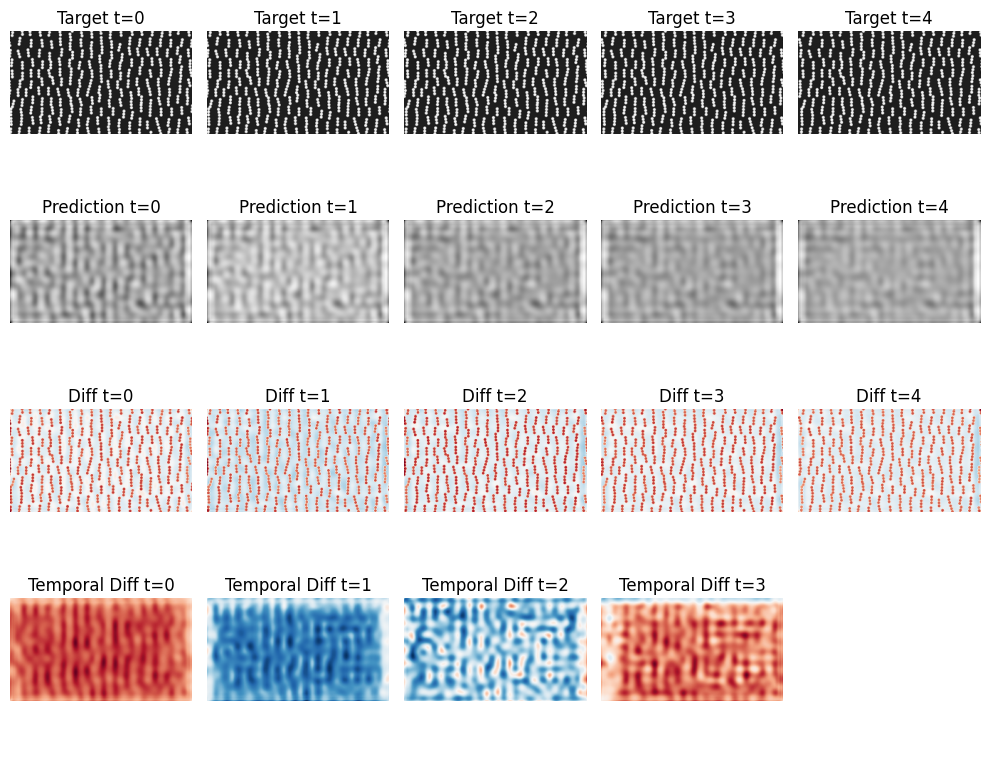 Target t=0 Target t=1 Target t=2 Target t=3 Target t=4
Prediction t=0 Prediction t=1 Prediction t=2 Prediction t=3 Prediction t=4
Diff t=0 Diff t=1 Diff t=2 Diff t=3 Diff t=4
Temporal Diff t=0 Temporal Diff t=1 Temporal Diff t=2 Temporal Diff t=3